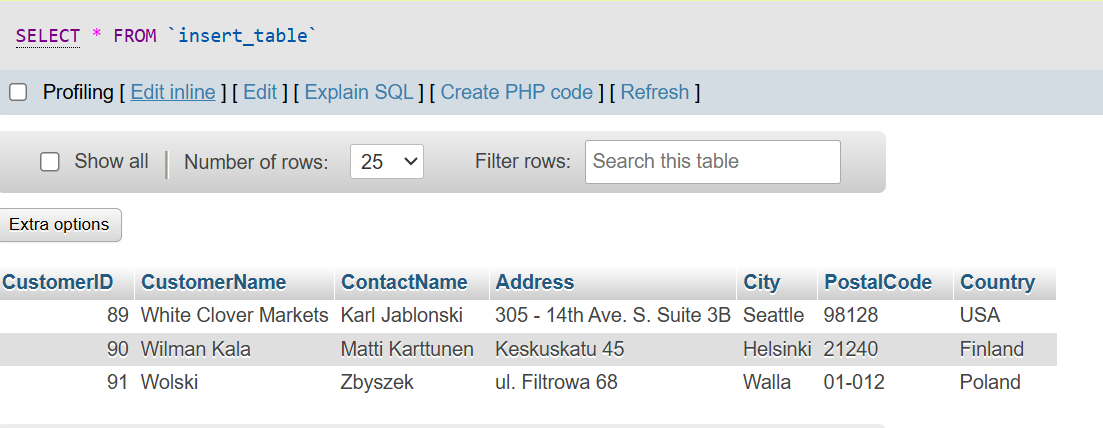 SELECT * FROM `insert_table`
Profiling [ Edit inline ] [ Edit ] [ Explain SQL ] [ Create PHP code ] [ Refresh ]
Show all Number of rows: 25 Filter rows: Search this table
Extra options
CustomerID CustomerName ContactName Address City PostalCode Country
89 White Clover Markets Karl Jablonski 305 - 14th Ave. S. Suite 3B Seattle 98128 USA
90 Wilman Kala Matti Karttunen Keskuskatu 45 Helsinki 21240 Finland
91 Wolski Zbyszek ul. Filtrowa 68 Walla 01-012 Poland